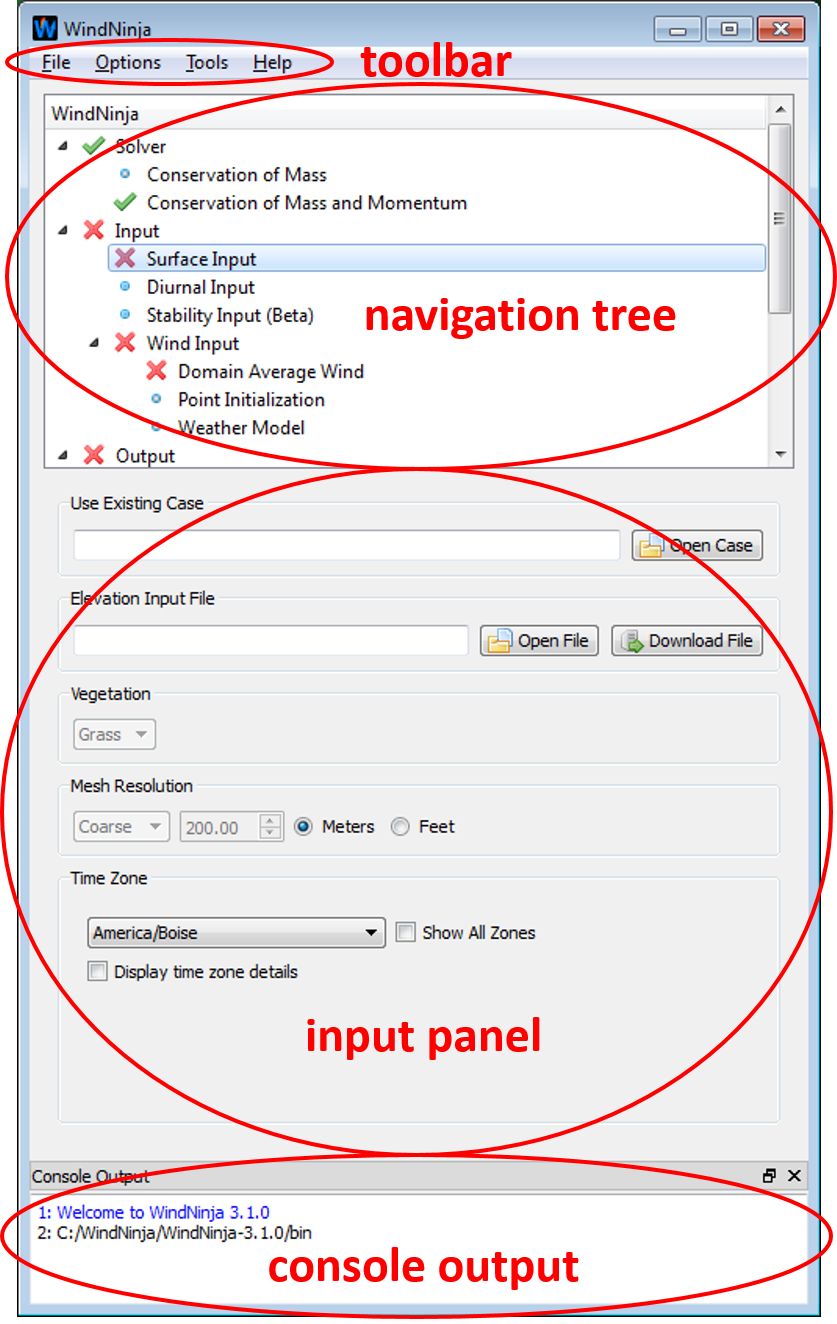 WindNinja
File Options Tools Help
toolbar
WindNinja
Solver
Conservation of Mass
Conservation of Mass and Momentum
Input
Surface Input
Diurnal Input
Stability Input (Beta)
navigation tree
Wind Input
Domain Average Wind
Point Initialization
Weather Model
Output
Use Existing Case
Open Case
Elevation Input File
Open File Download File
Vegetation
Grass
Mesh Resolution
Coarse 200.00 Meters Feet
Time Zone
America/Boise Show All Zones
Display time zone details
input panel
Console Output
1: Welcome to WindNinja 3.1.0
2: C:/WindNinja/WindNinja-3.1.0/bin
console output